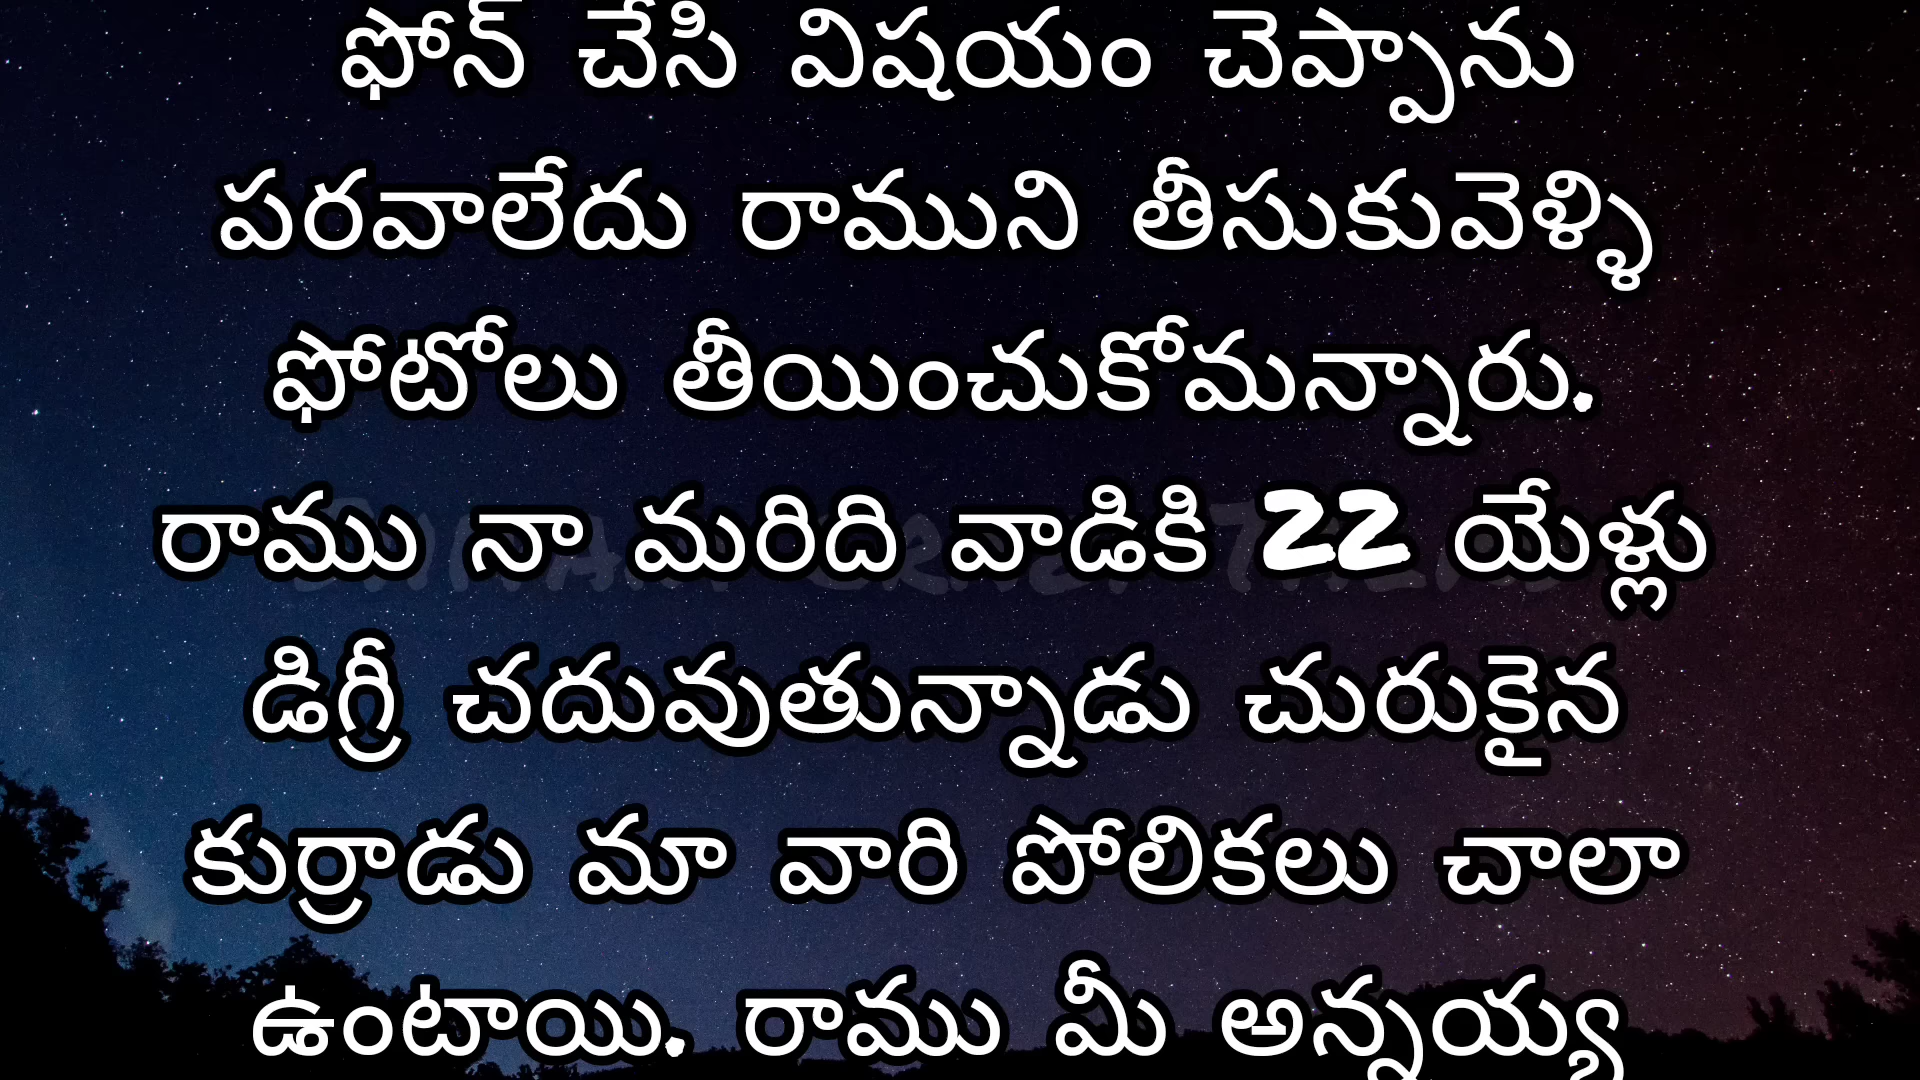 ఫోన్ చేసి విషయం చెప్పాను
పరవాలేదు రాముని తీసుకువెళ్ళి
ఫోటోలు తీయించుకోమన్నారు.
రాము నా మరిది వాడికి 22 యేళ్లు
డిగ్రీ చదువుతున్నాడు చురుకైన
కుర్రాడు మా వారి పోలికలు చాలా
ఉంటాయి. రాము మీ అన్నయ్య